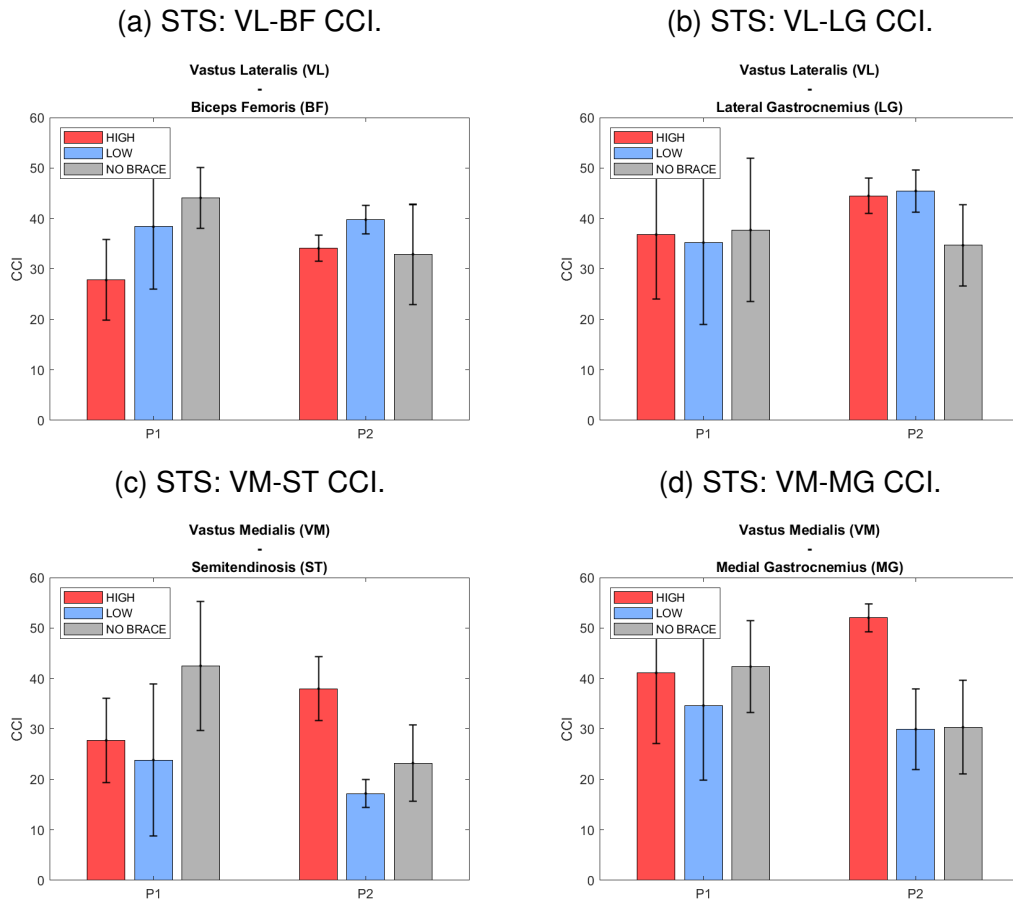 (a) STS: VL-BF CCI.
Vastus Lateralis (VL)
-
Biceps Femoris (BF)
60
50
40
30
20
10
0
CCI
HIGH
LOW
NO BRACE
P1
P2
(b) STS: VL-LG CCI.
Vastus Lateralis (VL)
-
Lateral Gastrocnemius (LG)
60
50
40
30
20
10
0
CCI
HIGH
LOW
NO BRACE
P1
P2
(c) STS: VM-ST CCI.
Vastus Medialis (VM)
-
Semitendinosis (ST)
60
50
40
30
20
10
0
CCI
HIGH
LOW
NO BRACE
P1
P2
(d) STS: VM-MG CCI.
Vastus Medialis (VM)
-
Medial Gastrocnemius (MG)
60
50
40
30
20
10
0
CCI
HIGH
LOW
NO BRACE
P1
P2